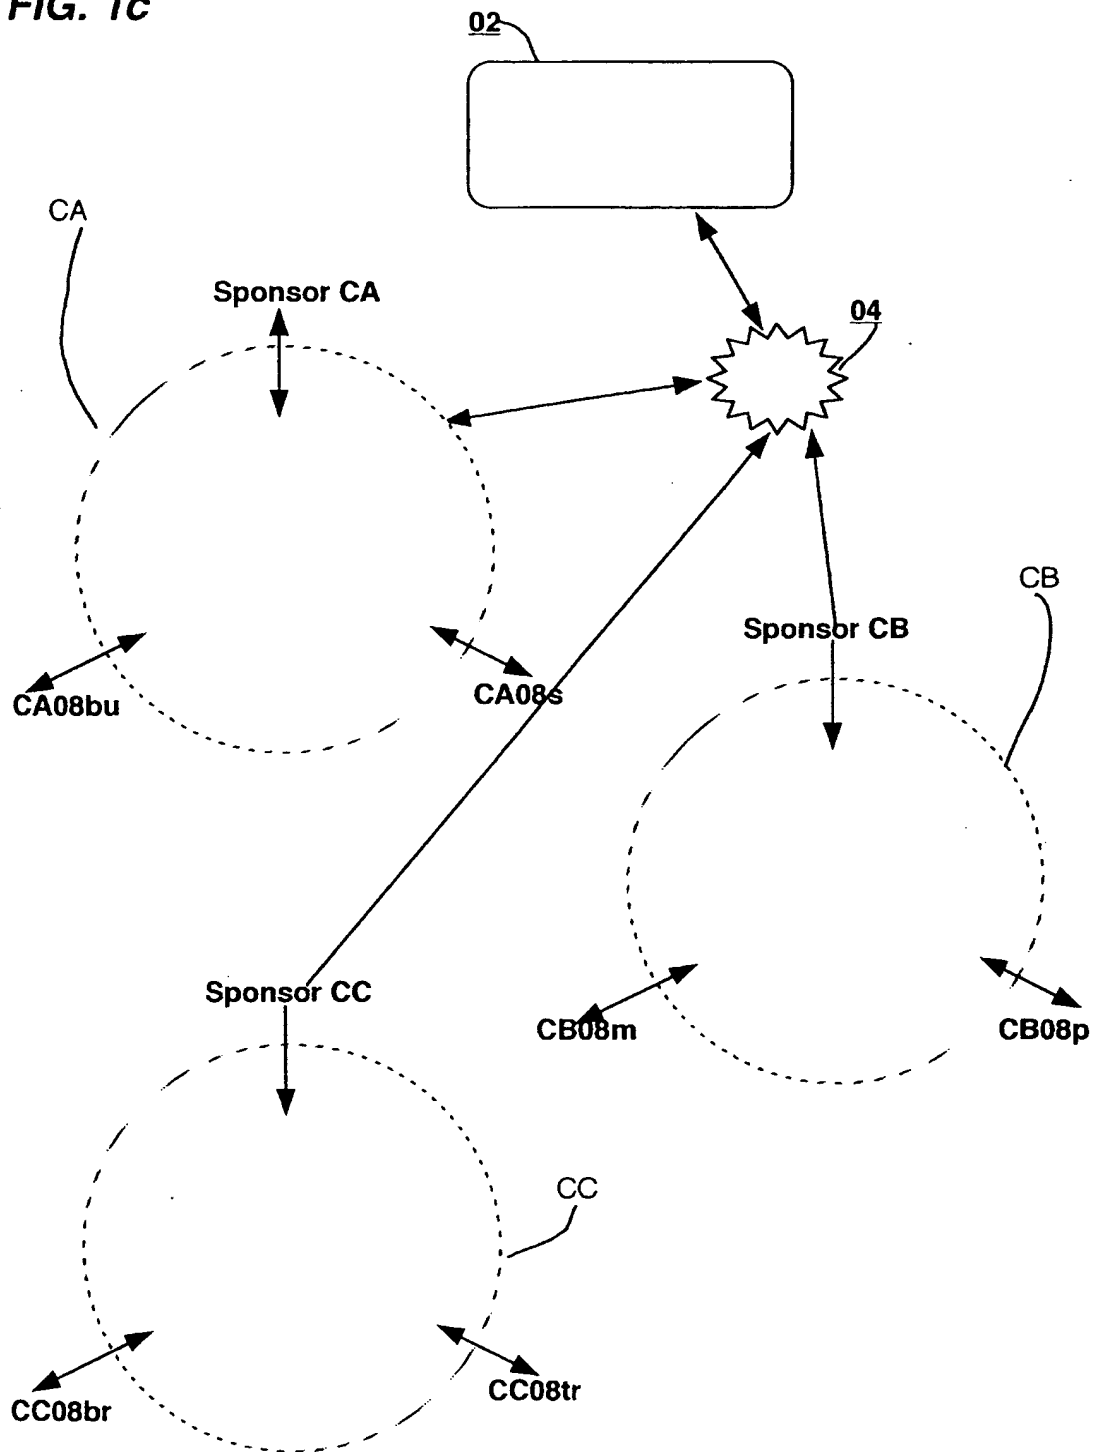 FIG. 1c
02
CA
Sponsor CA
04
CB
Sponsor CB
CA08bu
CA08s
Sponsor CC
CB08m
CB08p
CC
CC08br
CC08tr